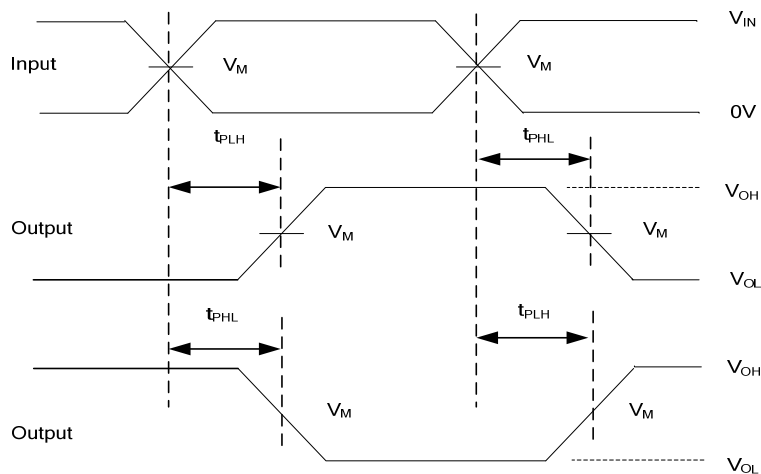 V_IN
Input
V_M
V_M
0V
t_PLH
t_PHL
V_OH
Output
V_M
V_M
V_OL
t_PHL
t_PLH
V_OH
V_M
V_M
Output
V_OL